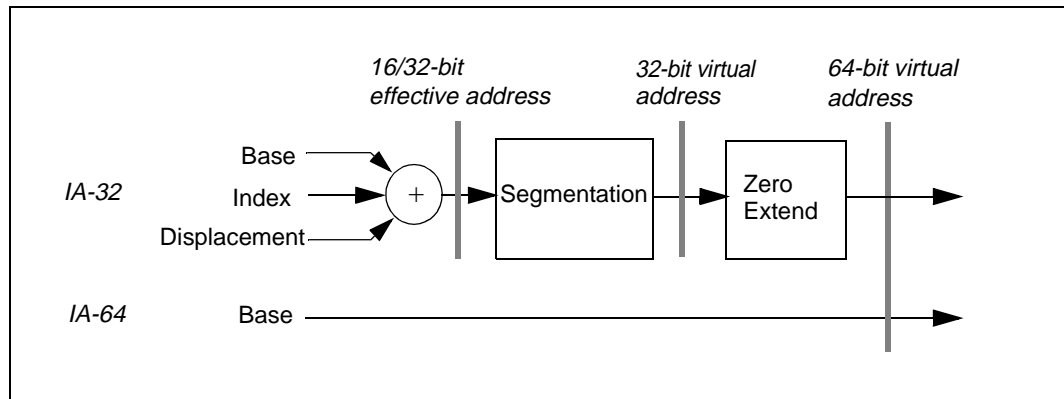 16/32-bit
effective address
32-bit virtual
address
64-bit virtual
address
IA-32
Base
Index
Displacement
+
Segmentation
Zero
Extend
IA-64
Base